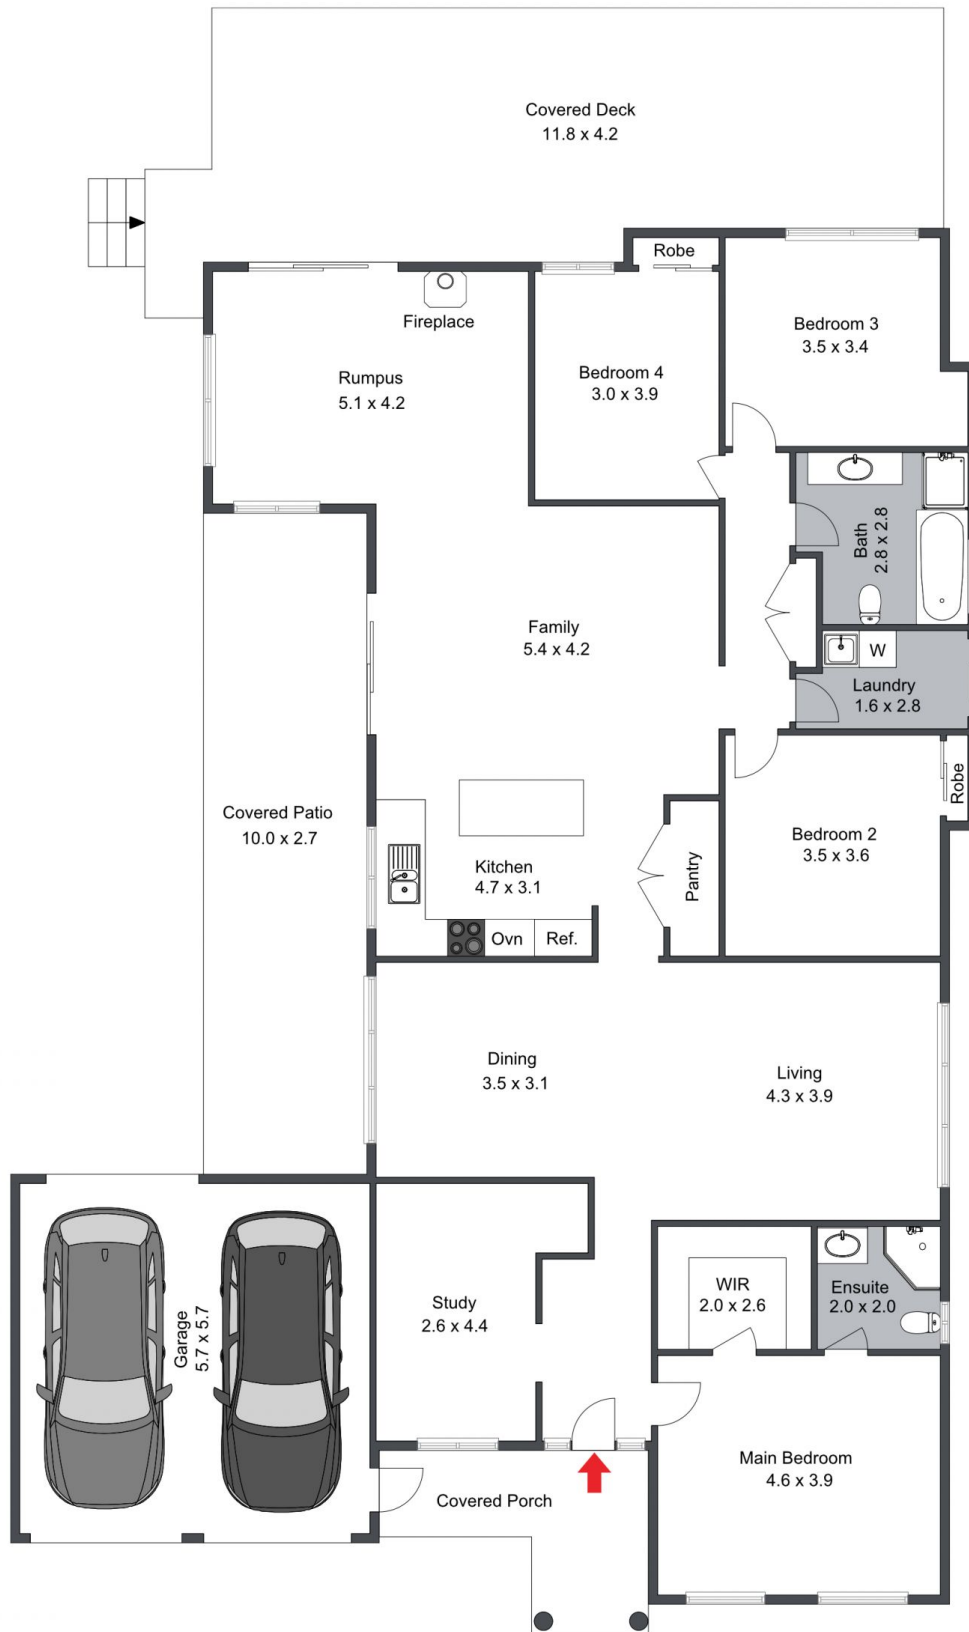 Covered Deck
11.8 x 4.2
Robe
Bedroom 3
3.5 x 3.4
Fireplace
Rumpus
5.1 x 4.2
Bedroom 4
3.0 x 3.9
Bath
2.8 x 2.8
Family
5.4 x 4.2
W
Laundry
1.6 x 2.8
Robe
Covered Patio
10.0 x 2.7
Bedroom 2
3.5 x 3.6
Kitchen
4.7 x 3.1
Pantry
Ovn
Ref.
Dining
3.5 x 3.1
Living
4.3 x 3.9
Garage
5.7 x 5.7
Study
2.6 x 4.4
WIR
2.0 x 2.6
Ensuite
2.0 x 2.0
Main Bedroom
4.6 x 3.9
Covered Porch